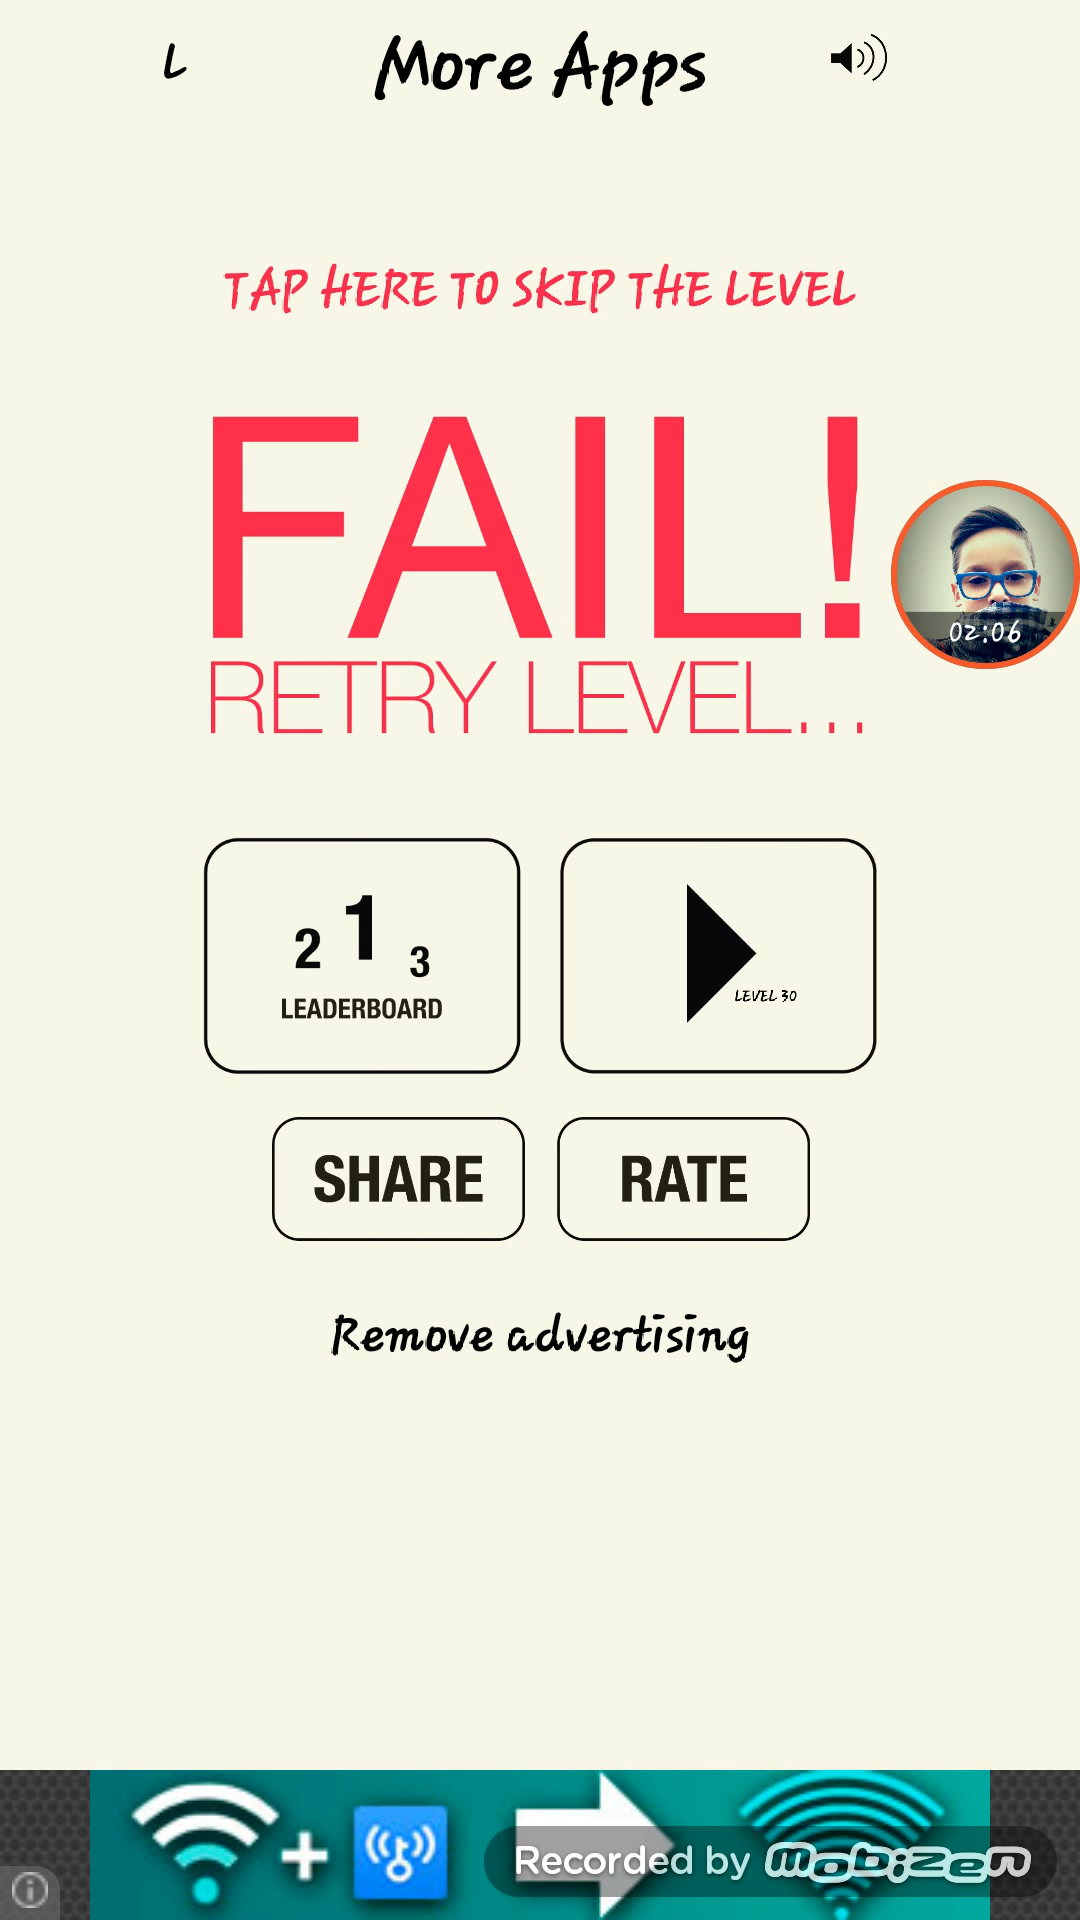 L
More Apps
TAP HERE TO SKIP THE LEVEL
FAIL!
RETRY LEVEL...
02:06
2 1 3
LEADERBOARD
LEVEL 30
SHARE
RATE
Remove advertising
Recorded by mobizen